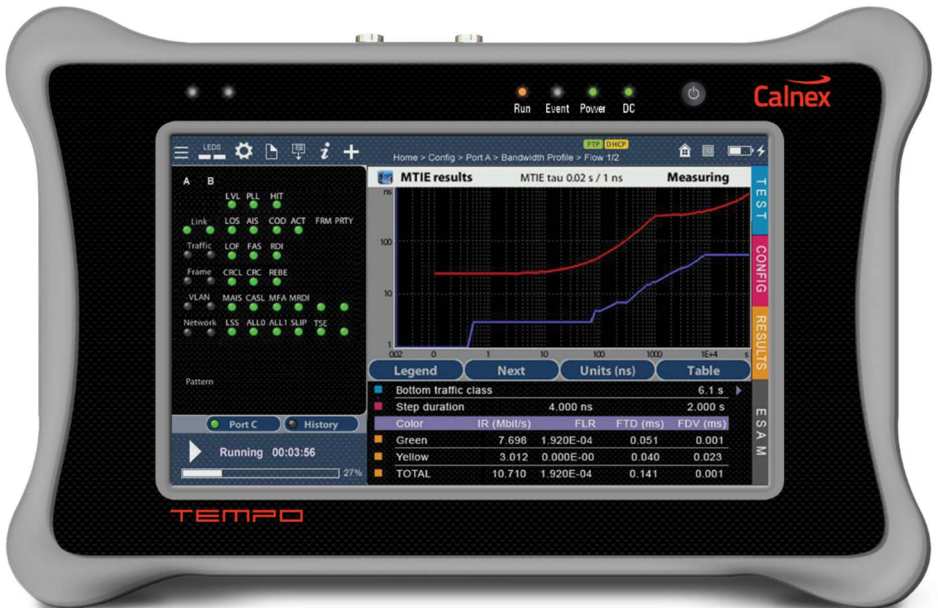 Run Event Power DC
Calnex
LEDS
PTP DHCP
Home > Config > Port A > Bandwidth Profile > Flow 1/2
A B
LVL PLL HIT
Link LOS AIS COD ACT FRM PRTY
Traffic LOF FAS RDI
Frame CRCL CRC REBE
VLAN MAIS CASL MFA MRDI
Network LSS ALL0 ALL1 SLIP TSE
Pattern
Port C History
Running 00:03:56
27%
MTIE results MTIE tau 0.02 s / 1 ns Measuring
ns
100
10
1
002 0 1 10 100 1000 1E+4 s
Legend Next Units (ns) Table
Bottom traffic class 6.1 s
Step duration 4.000 ns 2.000 s
Color IR (Mbit/s) FLR FTD (ms) FDV (ms)
Green 7.698 1.920E-04 0.051 0.001
Yellow 3.012 0.000E-00 0.040 0.023
TOTAL 10.710 1.920E-04 0.141 0.001
TEST
CONFIG
RESULTS
ESAM
TEMPO